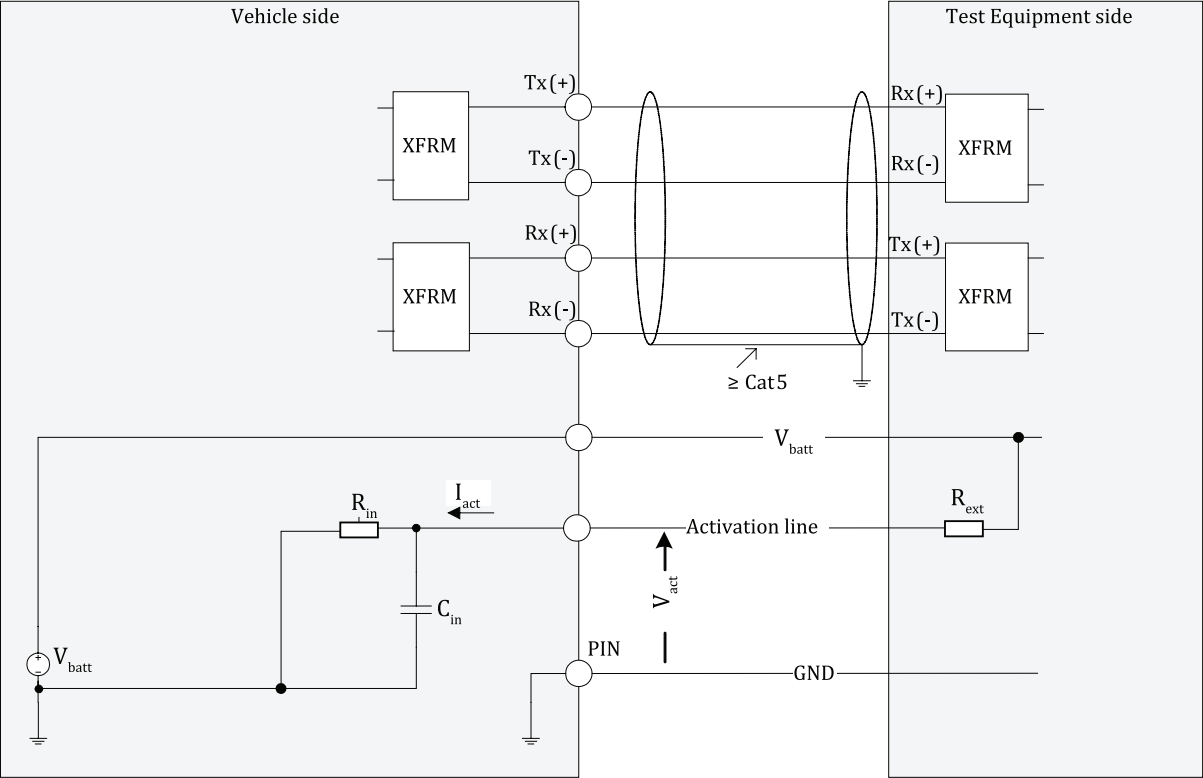 Vehicle side
Test Equipment side
Tx(+)
Rx(+)
XFRM
XFRM
Tx(-)
Rx(-)
Rx(+)
Tx(+)
XFRM
XFRM
Rx(-)
Tx(-)
≥ Cat5
Vbatt
Iact
Rin
Rext
Activation line
Vact
Cin
PIN
+
−
Vbatt
GND